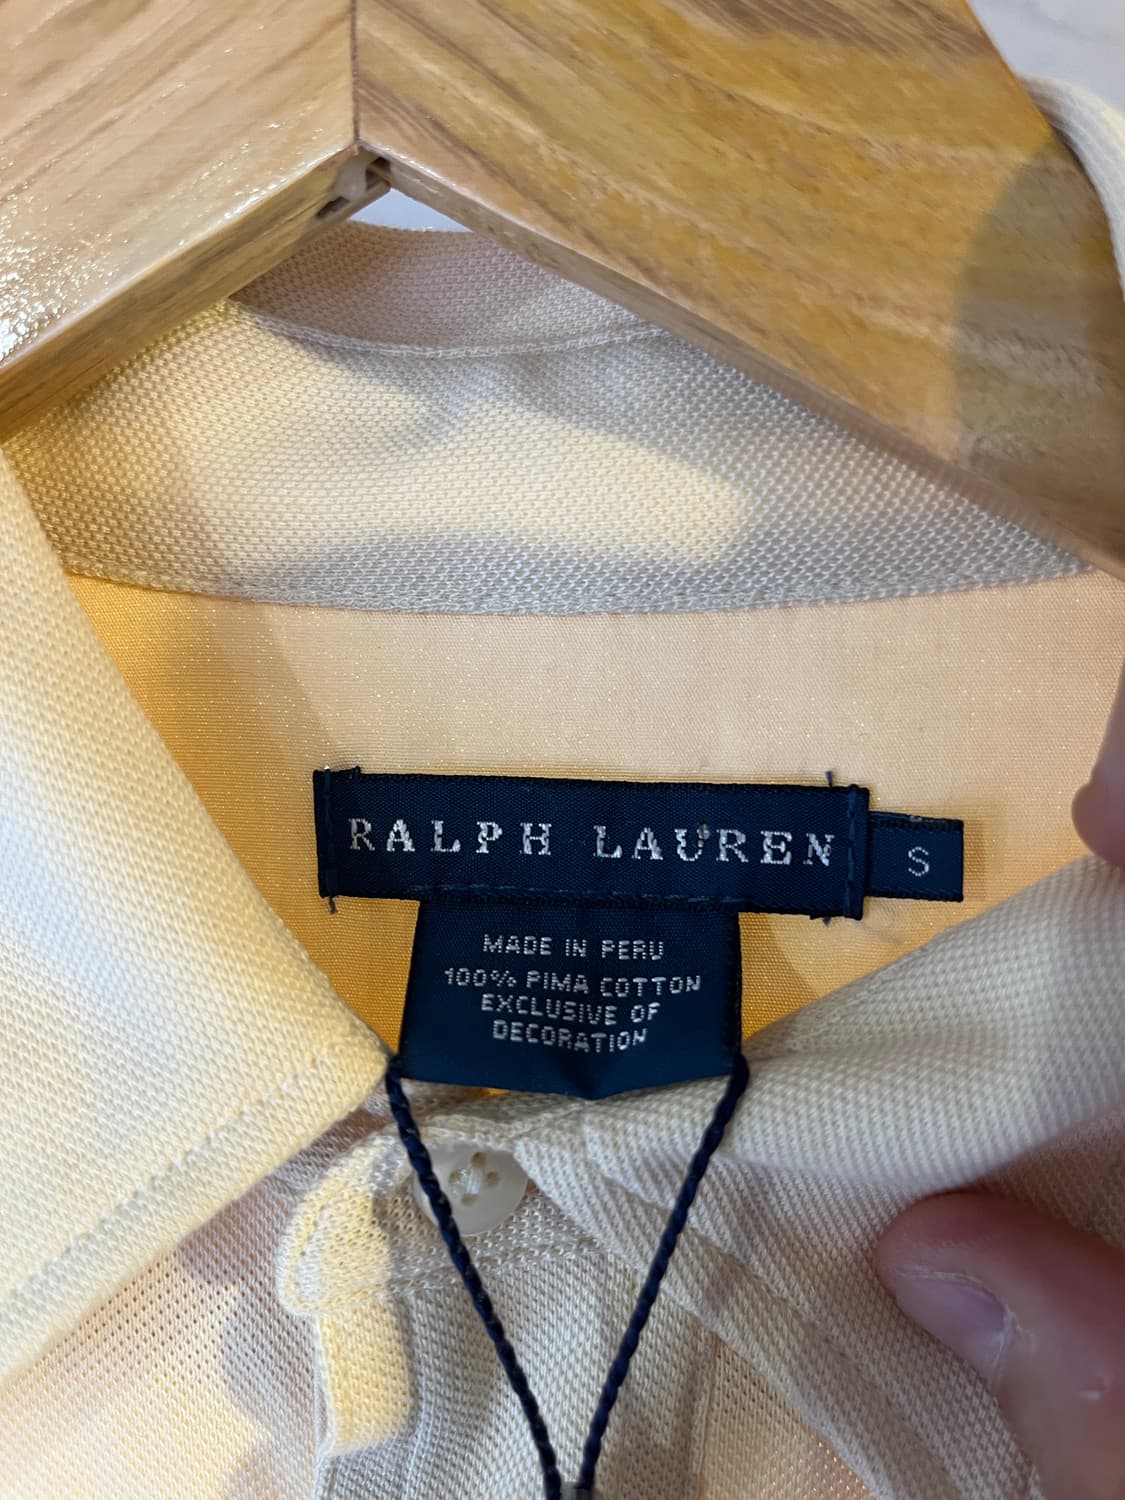 RALPH LAUREN
S
MADE IN PERU
100% PIMA COTTON
EXCLUSIVE OF
DECORATION